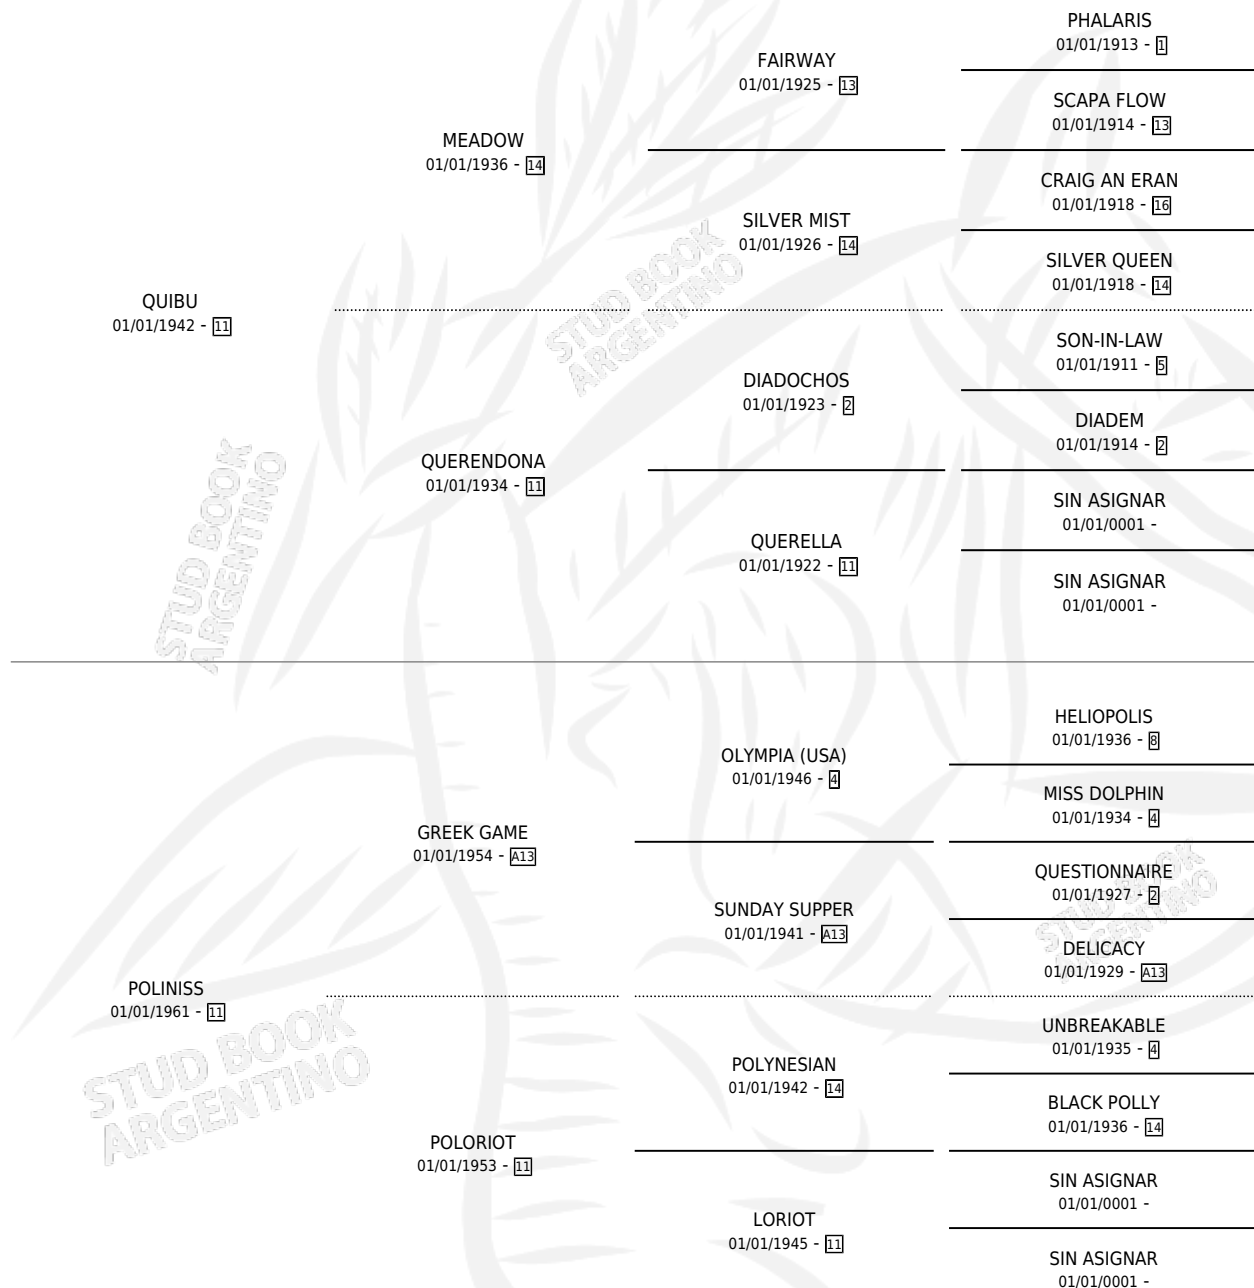 PHALARIS
01/01/1913 - 1
FAIRWAY
01/01/1925 - 13
SCAPA FLOW
01/01/1914 - 13
MEADOW
01/01/1936 - 14
CRAIG AN ERAN
01/01/1918 - 16
SILVER MIST
01/01/1926 - 14
SILVER QUEEN
01/01/1918 - 14
QUIBU
01/01/1942 - 11
SON-IN-LAW
01/01/1911 - 5
DIADOCHOS
01/01/1923 - 2
DIADEM
01/01/1914 - 2
QUERENDONA
01/01/1934 - 11
SIN ASIGNAR
01/01/0001 -
QUERELLA
01/01/1922 - 11
SIN ASIGNAR
01/01/0001 -
HELIOPOLIS
01/01/1936 - 8
OLYMPIA (USA)
01/01/1946 - 4
MISS DOLPHIN
01/01/1934 - 4
GREEK GAME
01/01/1954 - A13
QUESTIONNAIRE
01/01/1927 - 2
SUNDAY SUPPER
01/01/1941 - A13
DELICACY
01/01/1929 - A13
POLINISS
01/01/1961 - 11
UNBREAKABLE
01/01/1935 - 4
POLYNESIAN
01/01/1942 - 14
BLACK POLLY
01/01/1936 - 14
POLORIOT
01/01/1953 - 11
SIN ASIGNAR
01/01/0001 -
LORIOT
01/01/1945 - 11
SIN ASIGNAR
01/01/0001 -
STUD BOOK
ARGENTINO
STUD BOOK
ARGENTINO
STUD BOOK
ARGENTINO
STUD BOOK
ARGENTINO